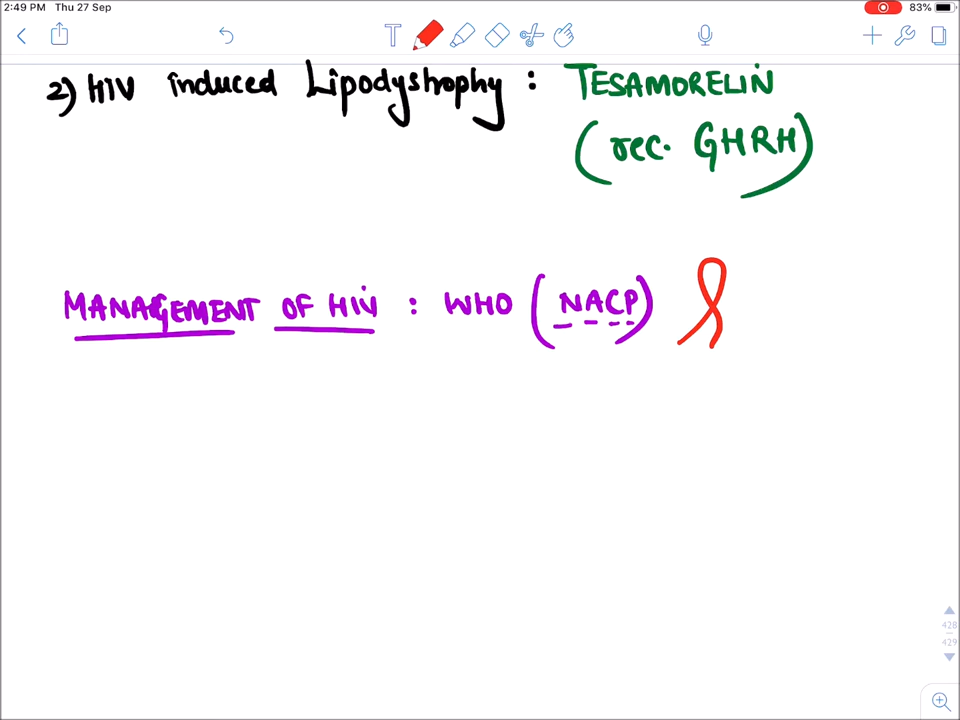 2:49 PM Thu 27 Sep 83%
T
2) HIV induced Lipodystrophy : TESAMORELIN
(rec. GHRH)
MANAGEMENT OF HIV : WHO (NACP)
428
429